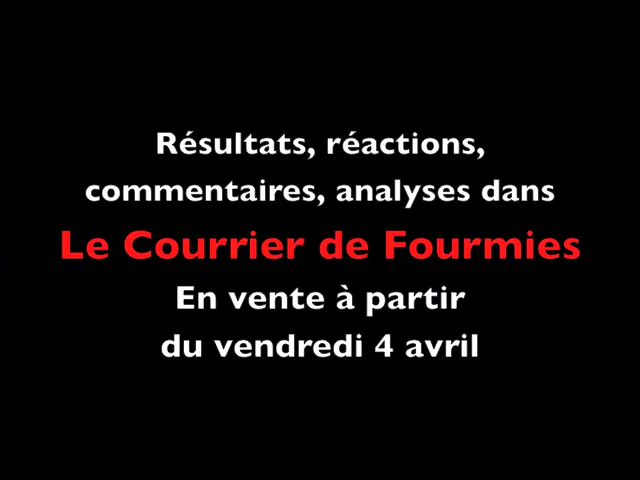 Résultats, réactions,
commentaires, analyses dans
Le Courrier de Fourmies
En vente à partir
du vendredi 4 avril